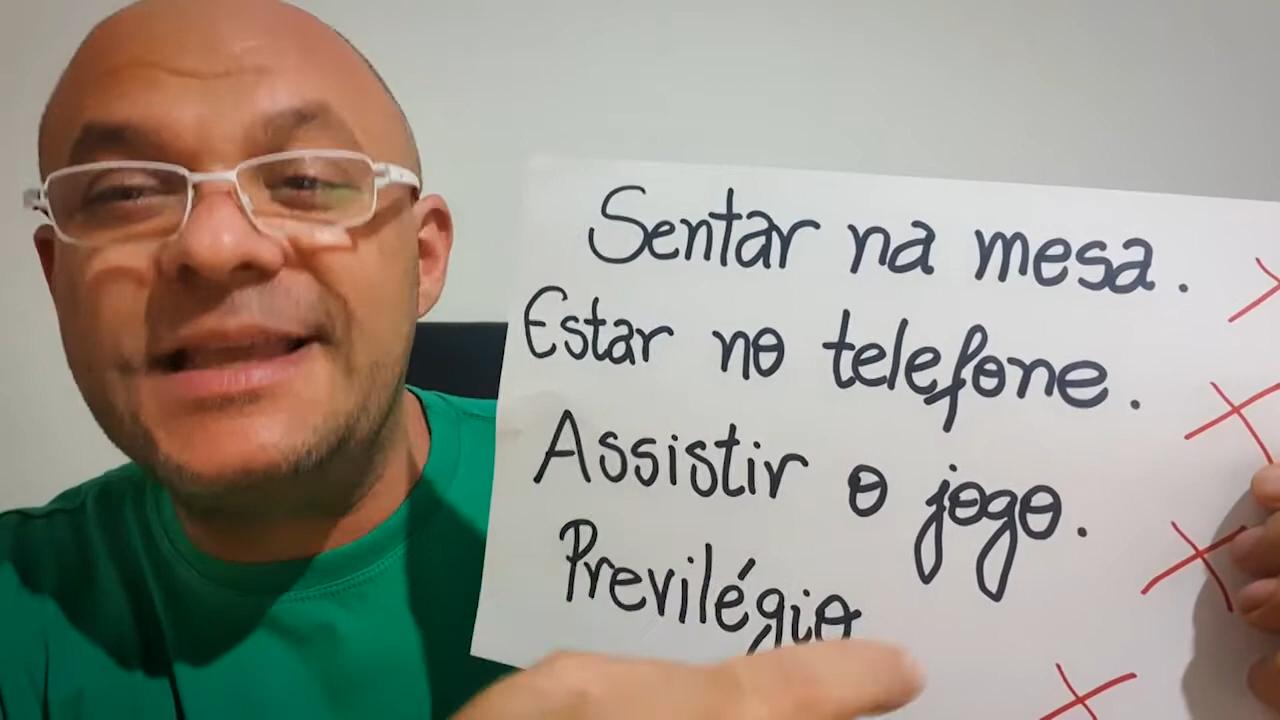 Sentar na mesa.
Estar no telefone.
Assistir o jogo.
Previlégio